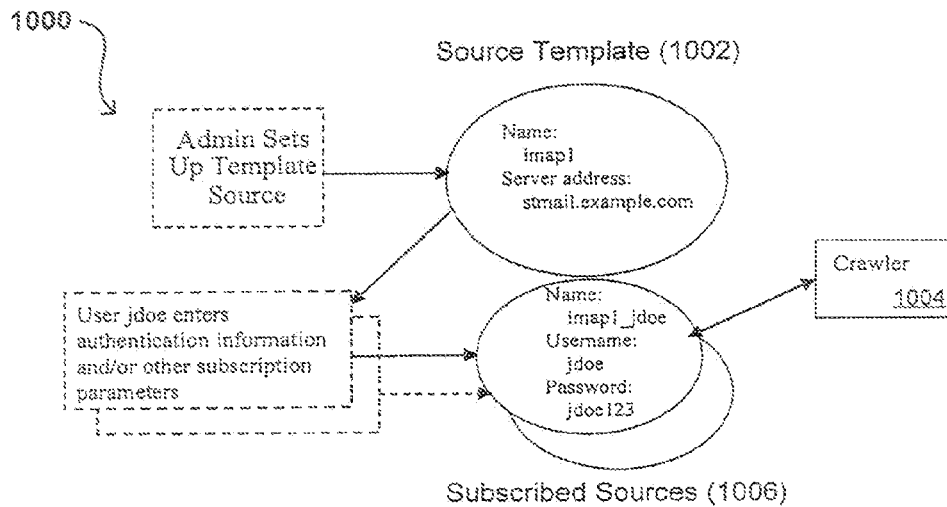 1000
Source Template (1002)
Admin Sets
Up Template
Source
Name:
imap1
Server address:
stmail.example.com
Crawler
1004
User jdoe enters
authentication information
and/or other subscription
parameters
Name:
imap1_jdoe
Username:
jdoe
Password:
jdoe123
Subscribed Sources (1006)